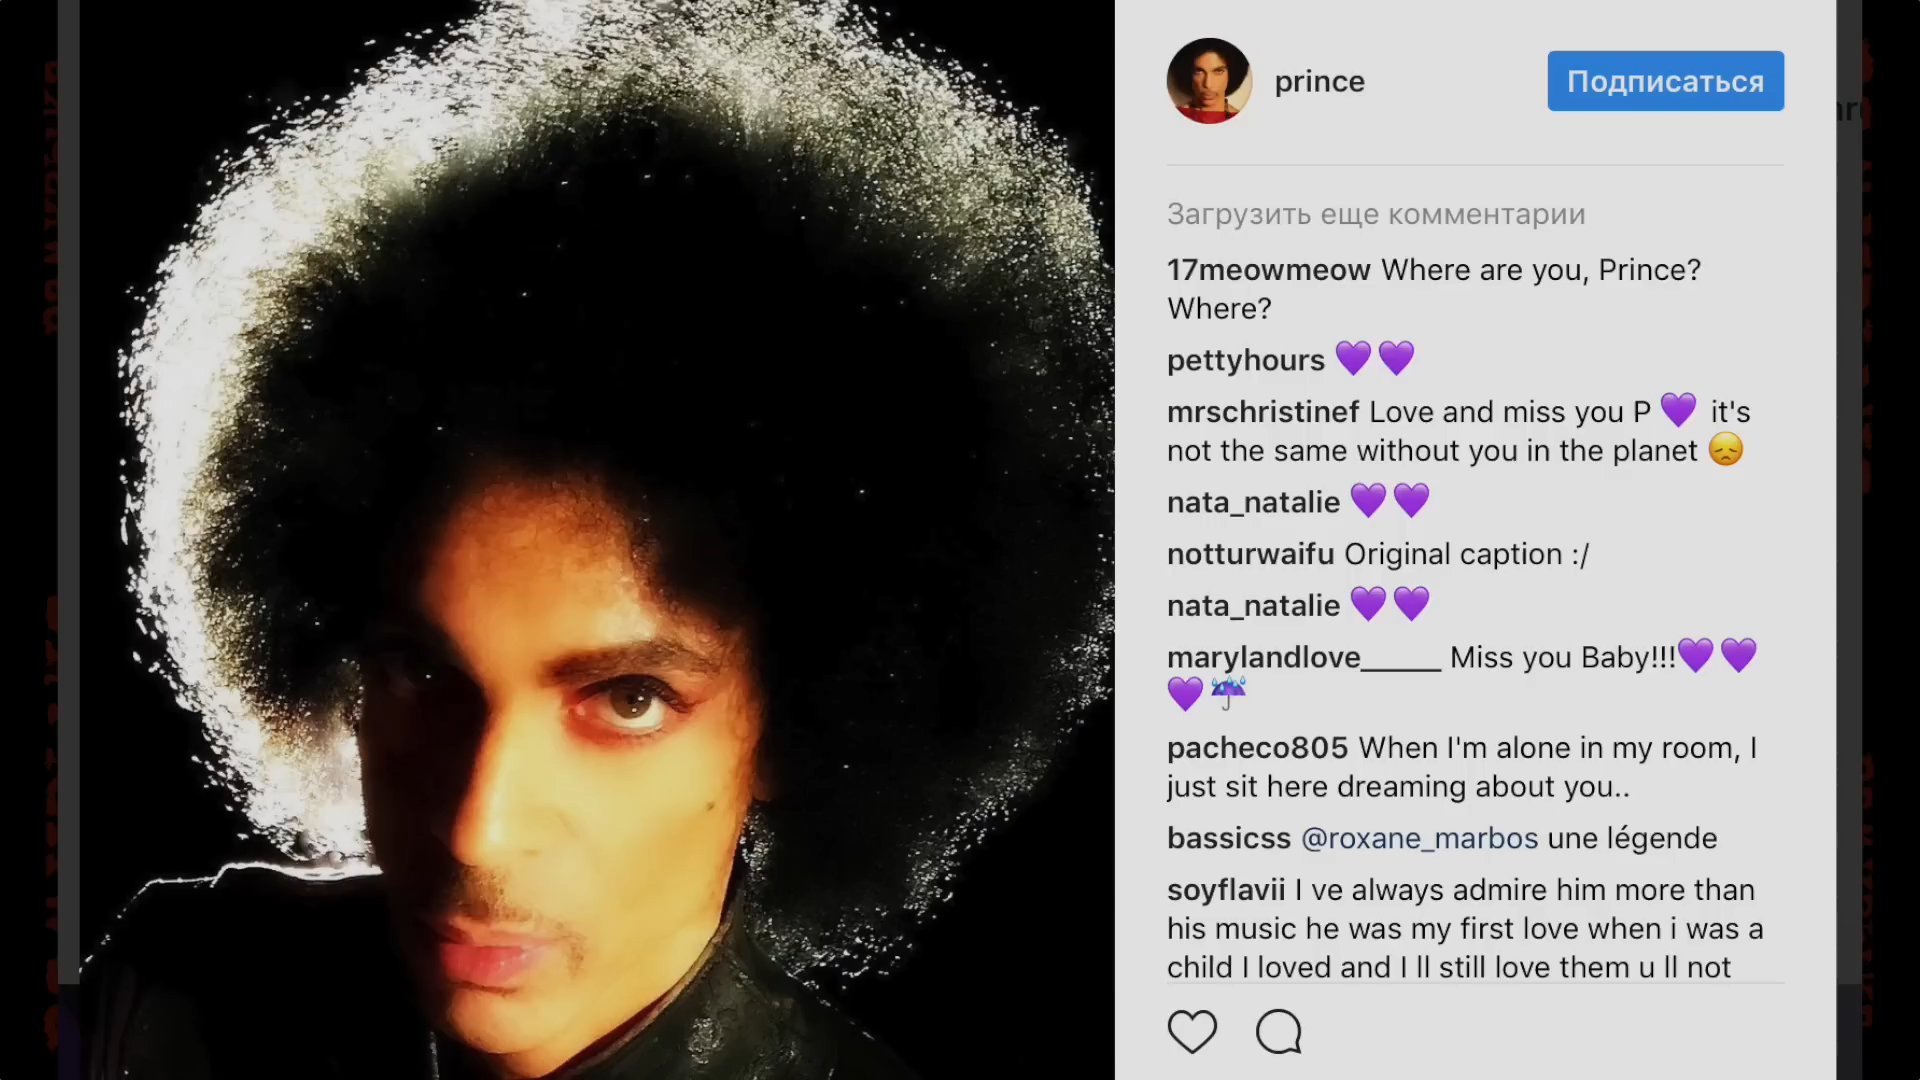 prince
Подписаться
Загрузить еще комментарии
17meowmeow Where are you, Prince?
Where?
pettyhours 💜💜
mrschristinef Love and miss you P 💜 it's
not the same without you in the planet 😞
nata_natalie 💜💜
notturwaifu Original caption :/
nata_natalie 💜💜
marylandlove_____ Miss you Baby!!!💜💜
💜☔
pacheco805 When I'm alone in my room, I
just sit here dreaming about you..
bassicss @roxane_marbos une légende
soyflavii I ve always admire him more than
his music he was my first love when i was a
child I loved and I ll still love them u ll not